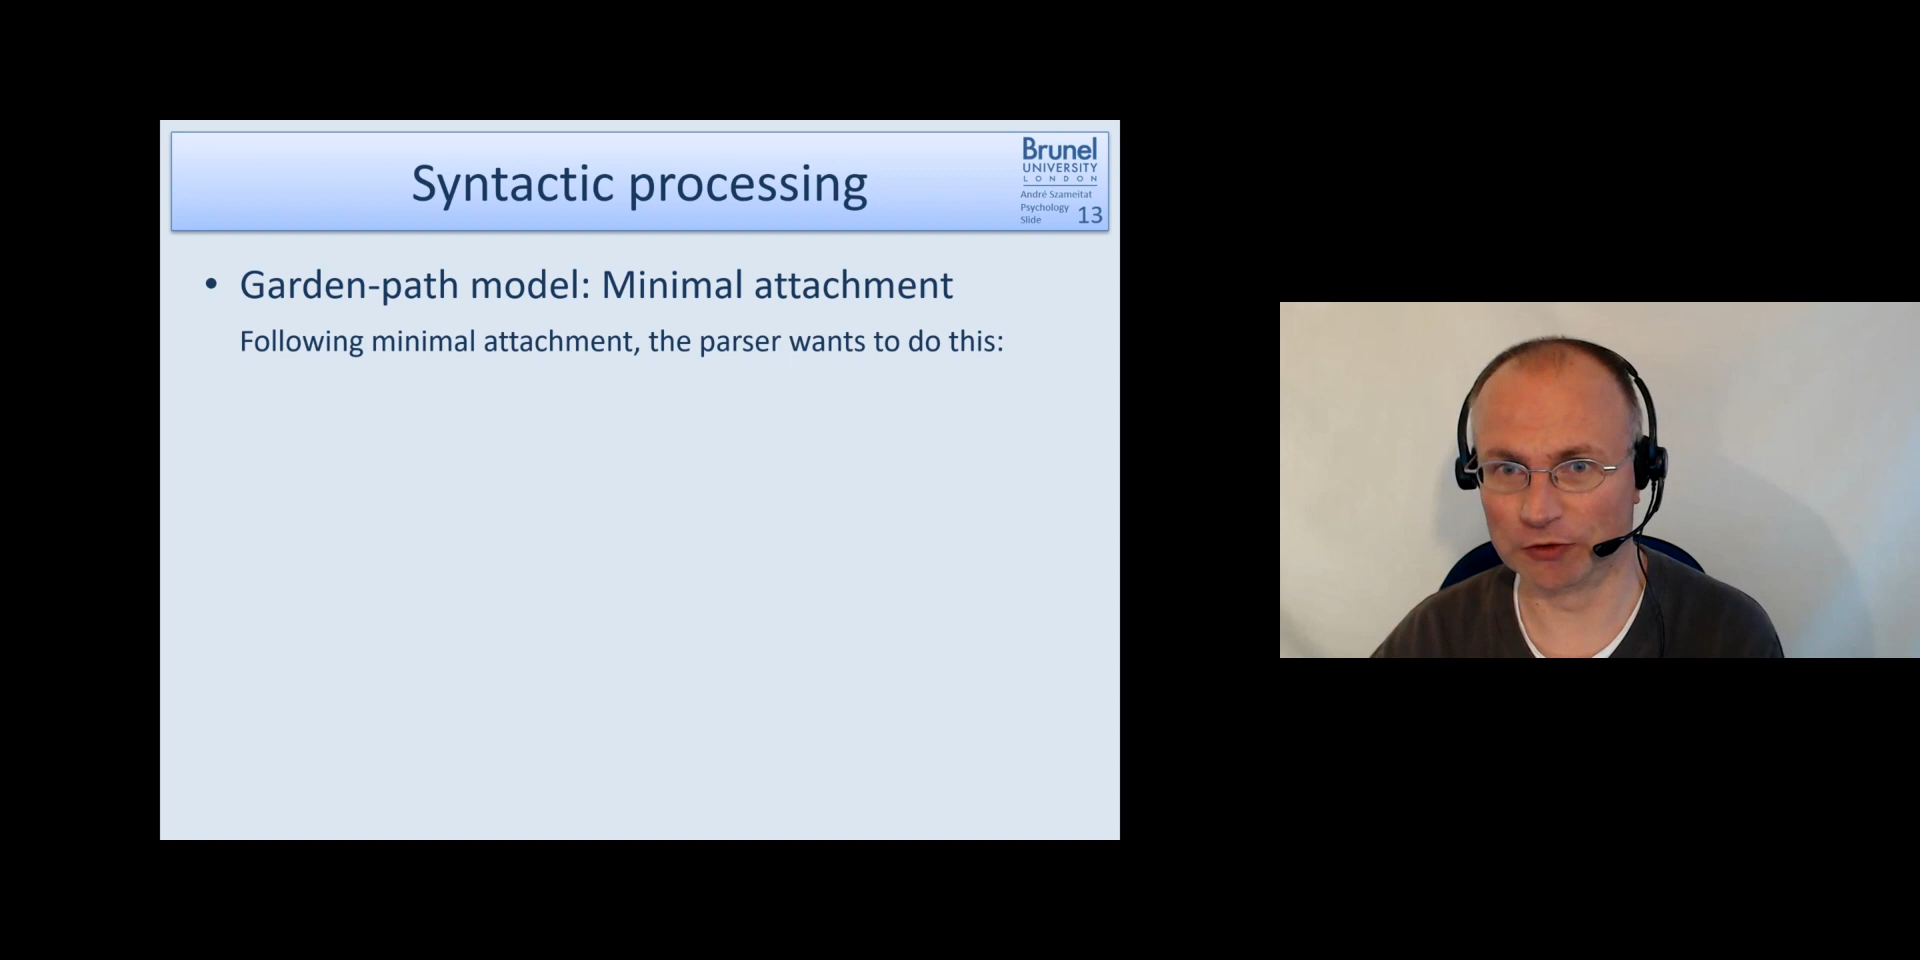 Syntactic processing
Brunel
UNIVERSITY
LONDON
André Szameitat
Psychology
Slide 13
• Garden-path model: Minimal attachment
Following minimal attachment, the parser wants to do this: